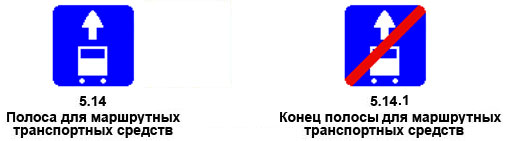 5.14
Полоса для маршрутных
транспортных средств
5.14.1
Конец полосы для маршрутных
транспортных средств